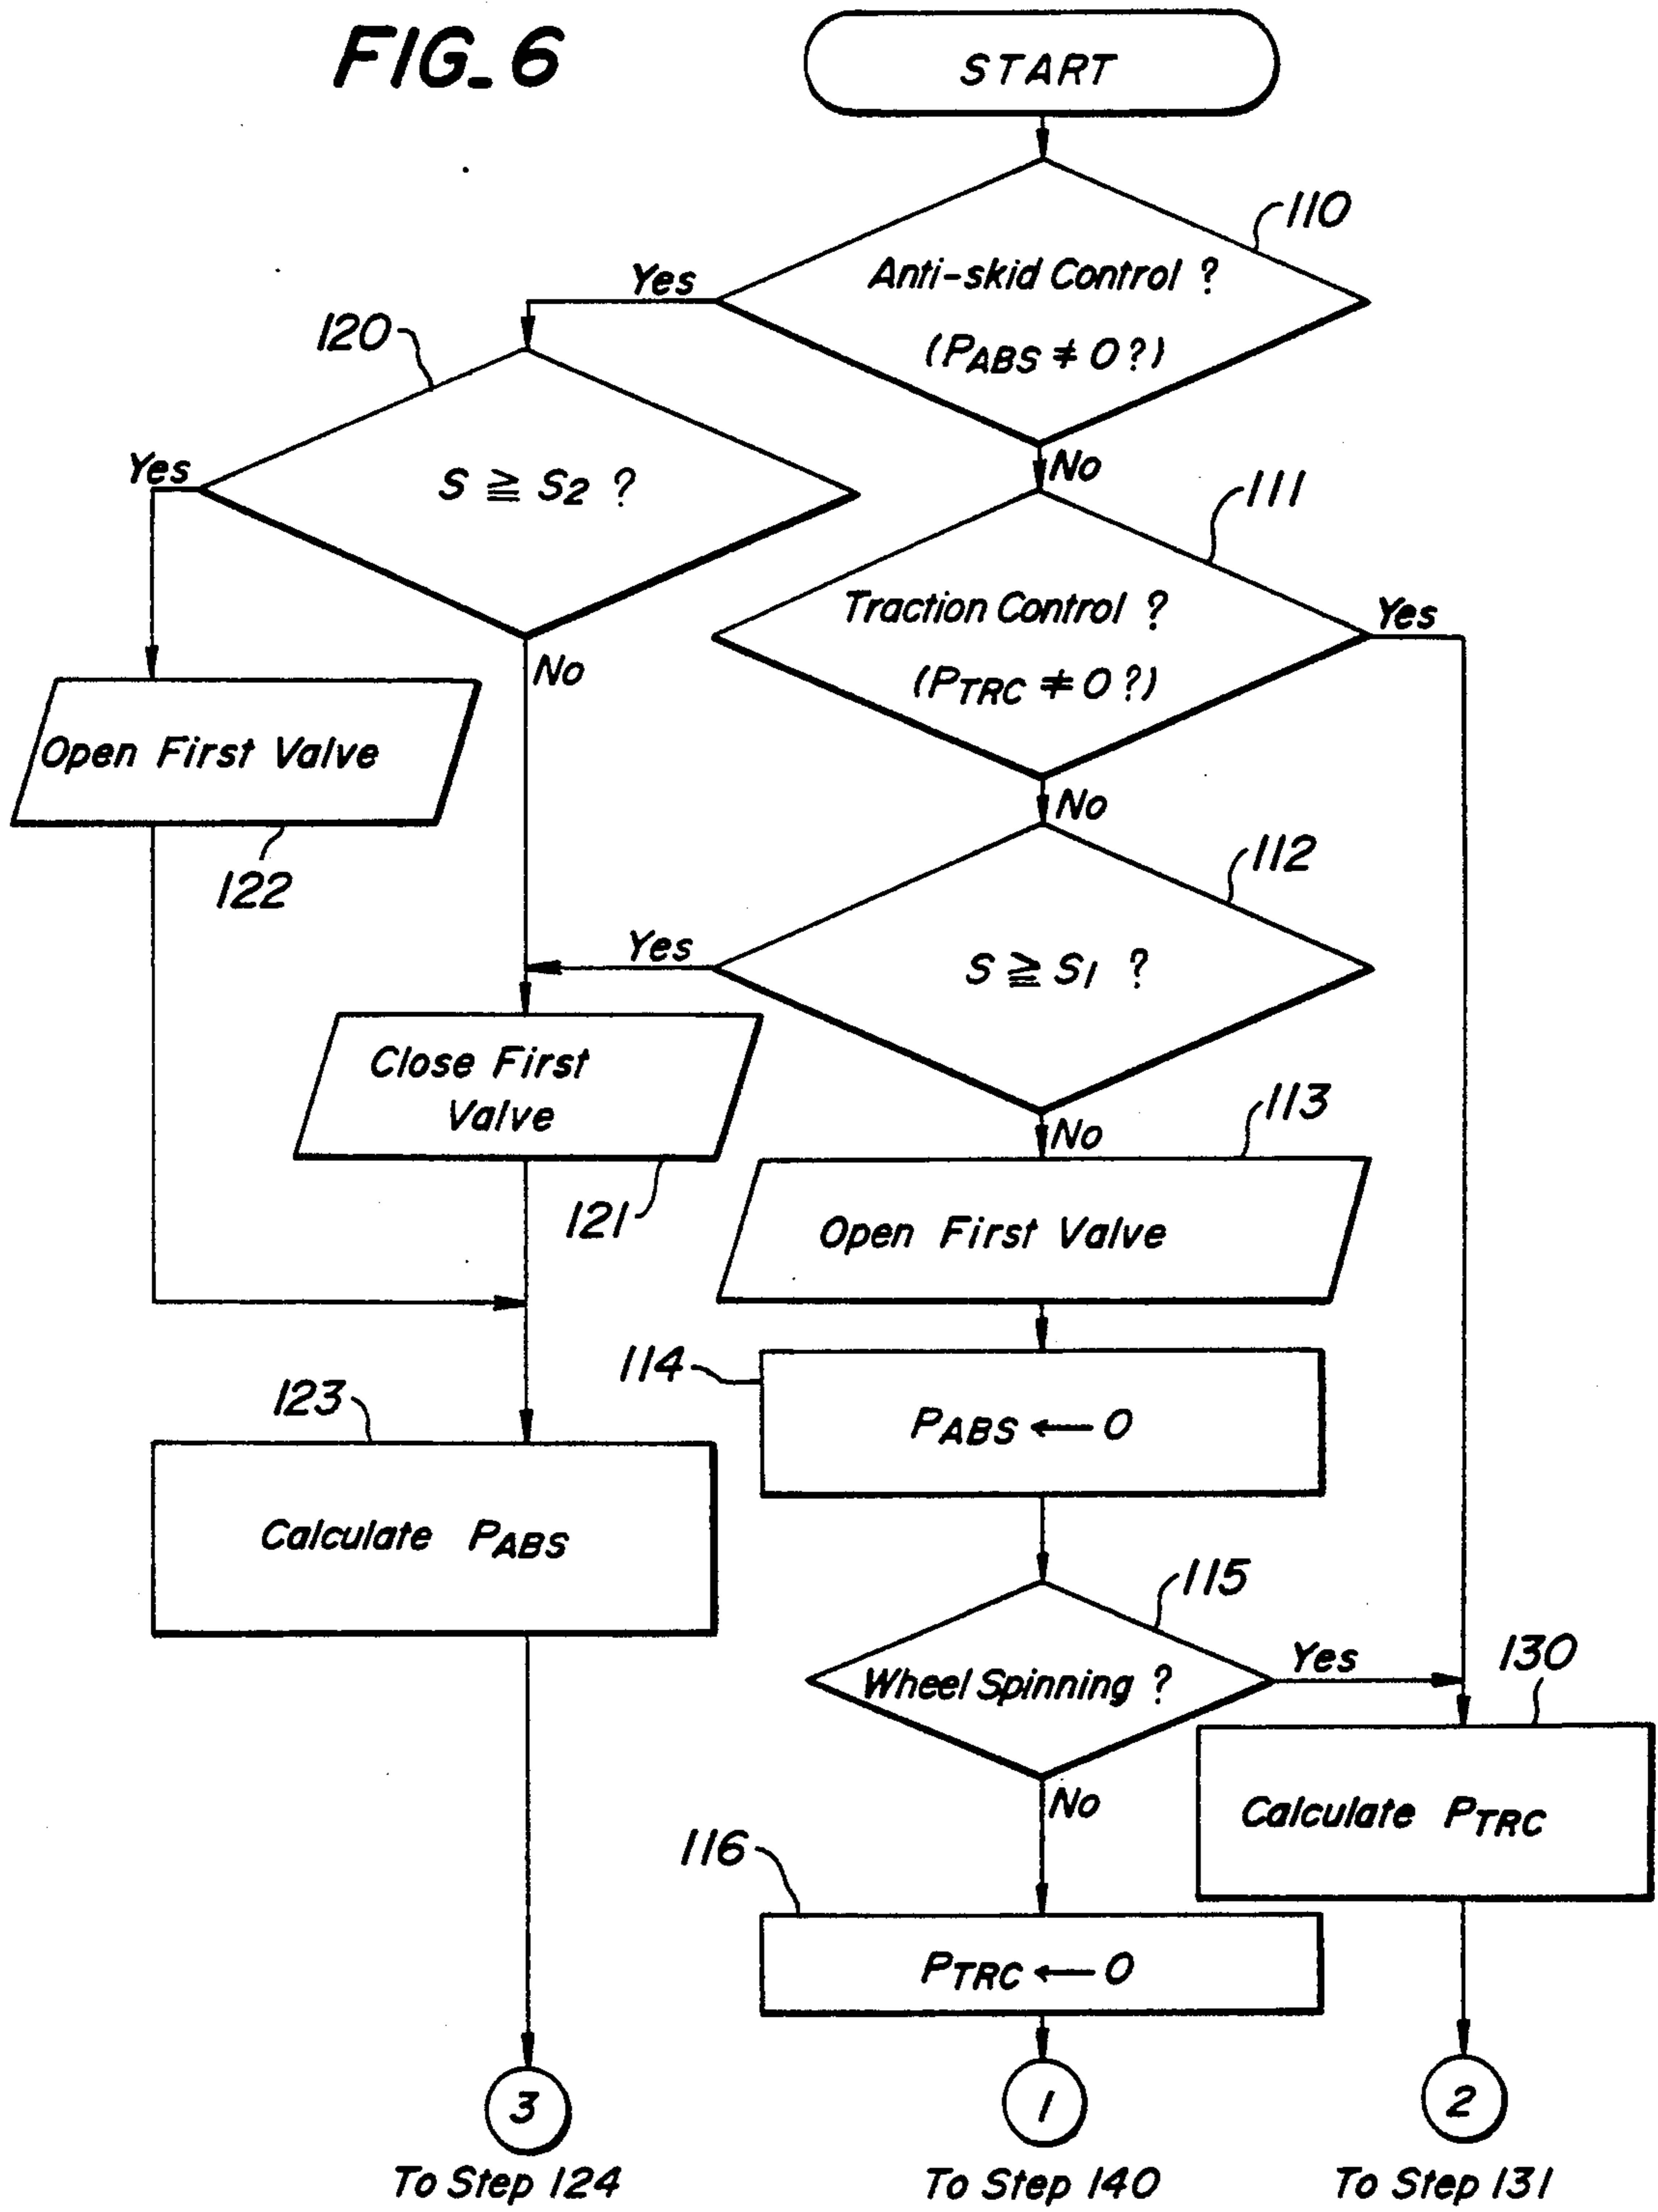 FIG_6
START
110
Anti-skid Control ?
(PABS ≠ 0 ?)
Yes
No
120
S ≧ S2 ?
Yes
No
111
Traction Control ?
(PTRC ≠ 0 ?)
Yes
No
Open First Valve
122
112
S ≧ S1 ?
Yes
No
Close First
Valve
121
113
Open First Valve
114
PABS ← 0
123
Calculate PABS
115
Wheel Spinning ?
Yes
No
130
Calculate PTRC
116
PTRC ← 0
3
To Step 124
1
To Step 140
2
To Step 131